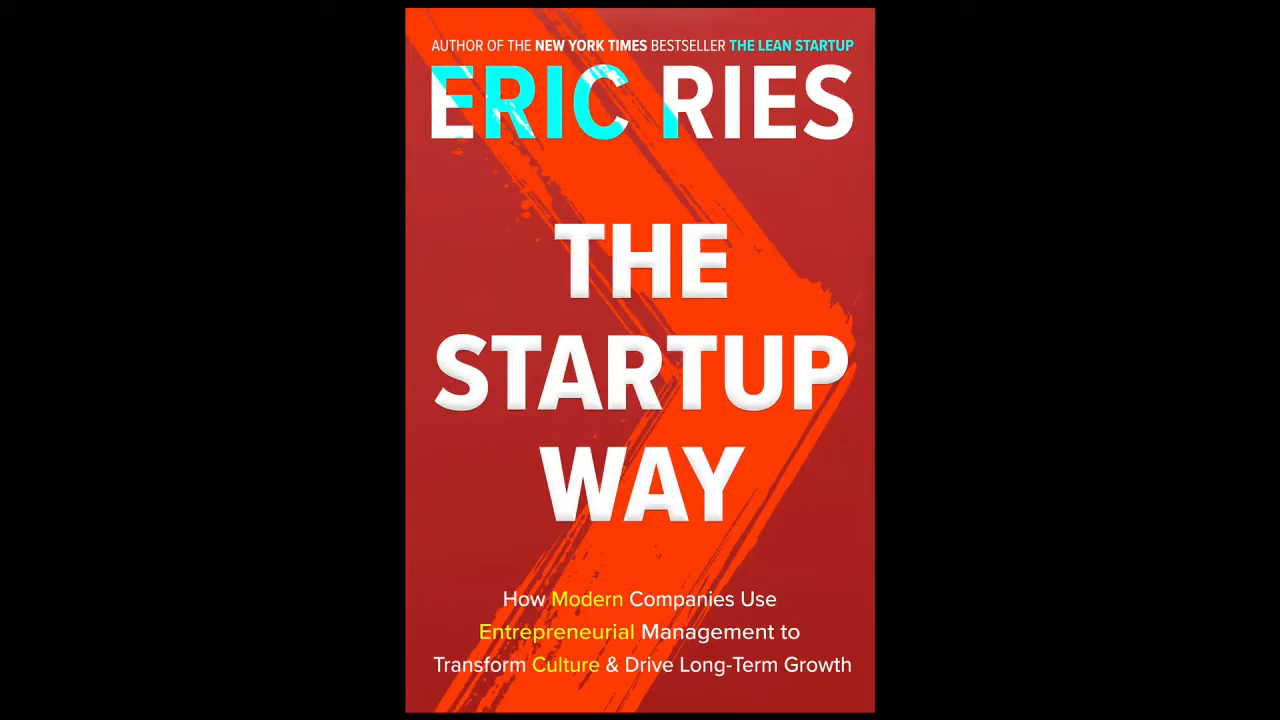 AUTHOR OF THE NEW YORK TIMES BESTSELLER THE LEAN STARTUP
ERIC RIES
THE
STARTUP
WAY
How Modern Companies Use
Entrepreneurial Management to
Transform Culture & Drive Long-Term Growth